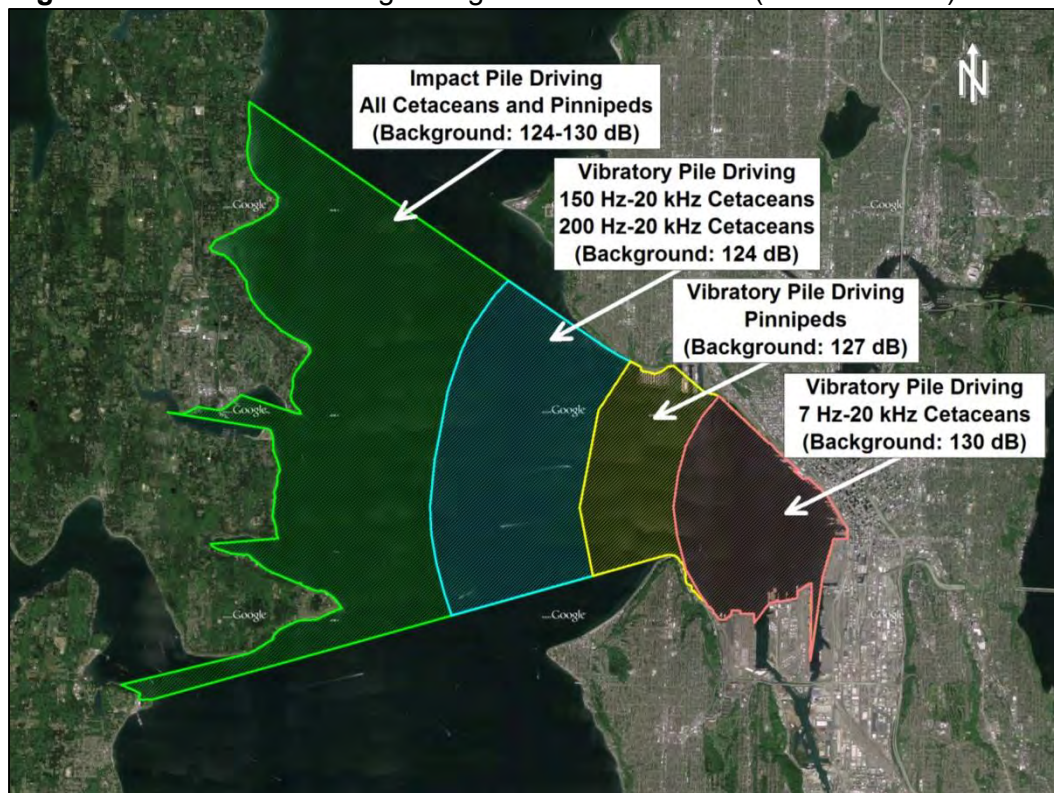 Impact Pile Driving
All Cetaceans and Pinnipeds
(Background: 124-130 dB)
Vibratory Pile Driving
150 Hz-20 kHz Cetaceans
200 Hz-20 kHz Cetaceans
(Background: 124 dB)
Vibratory Pile Driving
Pinnipeds
(Background: 127 dB)
Vibratory Pile Driving
7 Hz-20 kHz Cetaceans
(Background: 130 dB)
N
Google
Google
Google
Google
Google
Google
Google